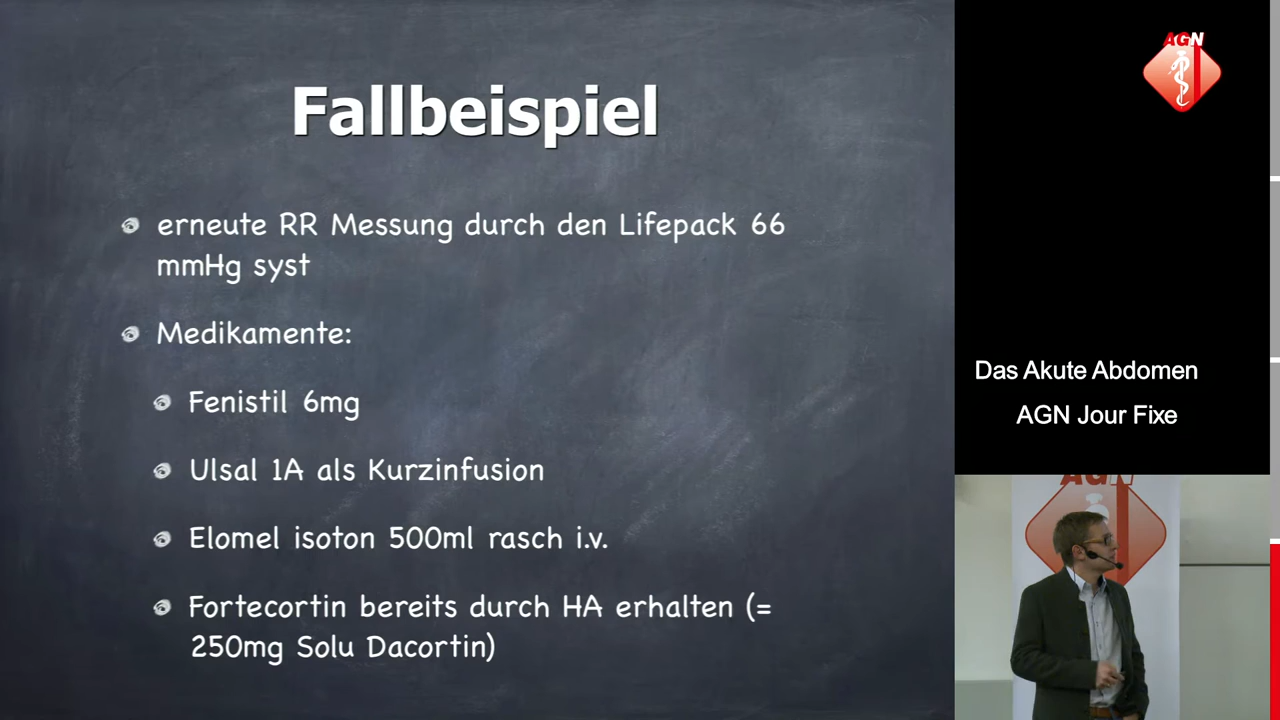 Fallbeispiel
erneute RR Messung durch den Lifepack 66
mmHg syst
Medikamente:
Fenistil 6mg
Ulsal 1A als Kurzinfusion
Elomel isoton 500ml rasch i.v.
Fortecortin bereits durch HA erhalten (=
250mg Solu Dacortin)
AGN
Das Akute Abdomen
AGN Jour Fixe
AGN